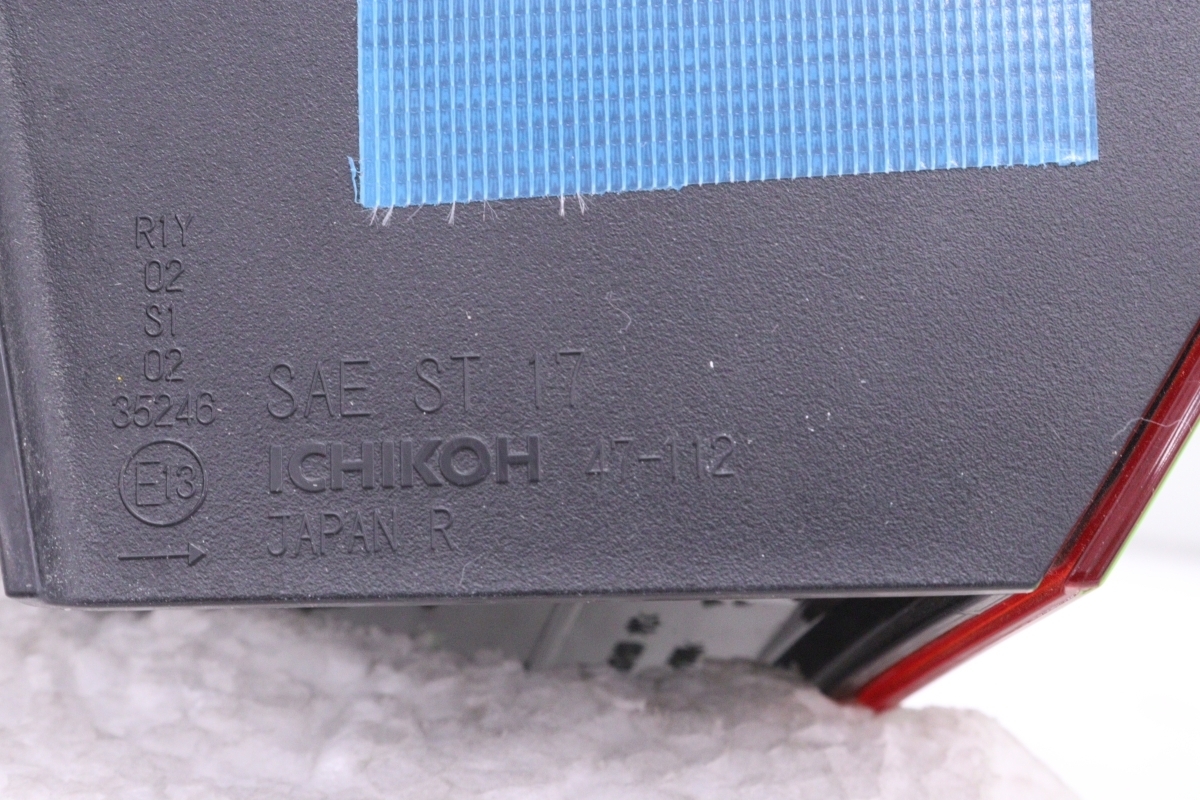 R1Y
02
S1
02
35246
E13
SAE ST 17
ICHIKOH 47-112
JAPAN R